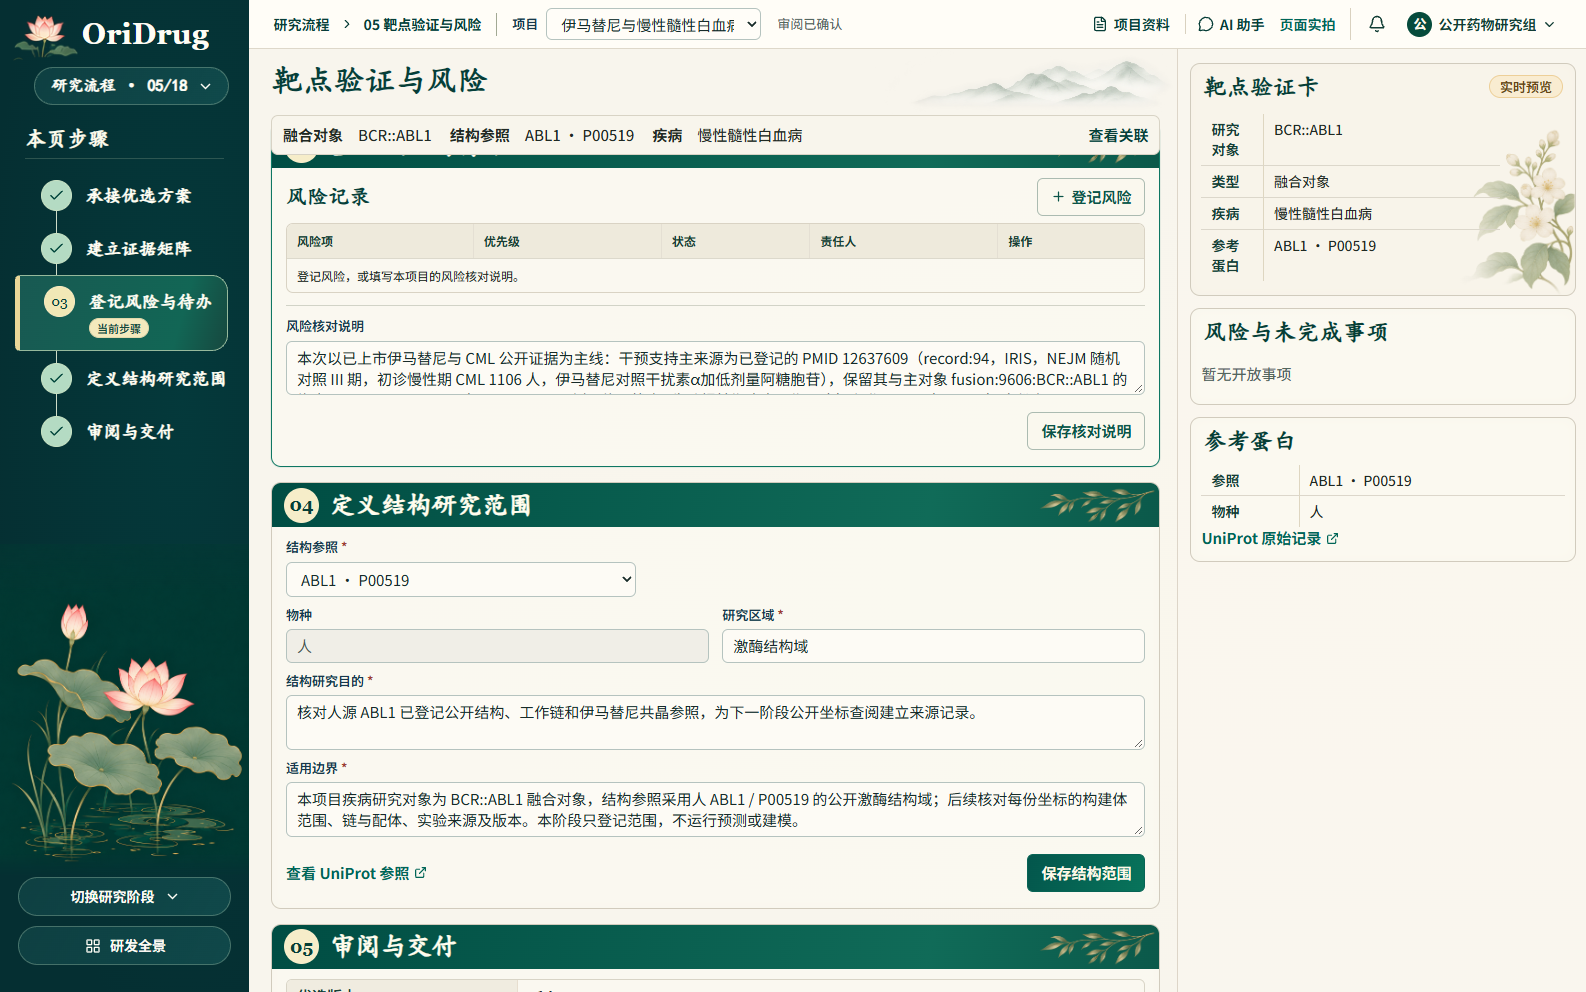 OriDrug
研究流程 • 05/18
本页步骤
承接优选方案
建立证据矩阵
03 登记风险与待办
当前步骤
定义结构研究范围
审阅与交付
切换研究阶段
研发全景
研究流程 > 05 靶点验证与风险 项目 伊马替尼与慢性髓性白血病 审阅已确认
项目资料 AI 助手 页面实拍 公 公开药物研究组
靶点验证与风险
融合对象 BCR::ABL1 结构参照 ABL1 · P00519 疾病 慢性髓性白血病 查看关联
风险记录
+ 登记风险
风险项 优先级 状态 责任人 操作
登记风险，或填写本项目的风险核对说明。
风险核对说明
本次以已上市伊马替尼与 CML 公开证据为主线：干预支持主来源为已登记的 PMID 12637609（record:94，IRIS，NEJM 随机
对照 III 期，初诊慢性期 CML 1106 人，伊马替尼对照干扰素α加低剂量阿糖胞苷），保留其与主对象 fusion:9606:BCR::ABL1 的
保存核对说明
04 定义结构研究范围
结构参照 *
ABL1 · P00519
物种
人
研究区域 *
激酶结构域
结构研究目的 *
核对人源 ABL1 已登记公开结构、工作链和伊马替尼共晶参照，为下一阶段公开坐标查阅建立来源记录。
适用边界 *
本项目疾病研究对象为 BCR::ABL1 融合对象，结构参照采用人 ABL1 / P00519 的公开激酶结构域；后续核对每份坐标的构建体
范围、链与配体、实验来源及版本。本阶段只登记范围，不运行预测或建模。
查看 UniProt 参照
保存结构范围
05 审阅与交付
靶点验证卡
实时预览
研究
对象
BCR::ABL1
类型 融合对象
疾病 慢性髓性白血病
参考
蛋白
ABL1 · P00519
风险与未完成事项
暂无开放事项
参考蛋白
参照 ABL1 · P00519
物种 人
UniProt 原始记录